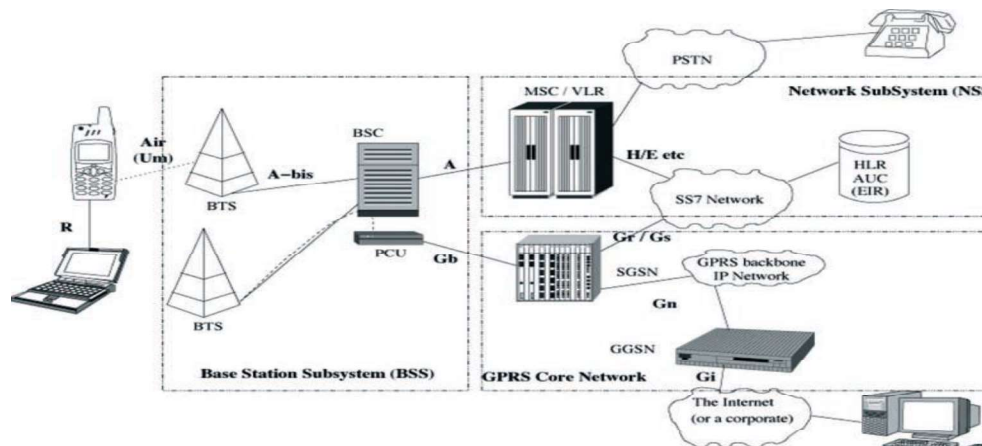 PSTN
MSC / VLR
Network SubSystem (NSS
BSC
Air
(Um)
A-bis
A
H/E etc
HLR
AUC
(EIR)
BTS
SS7 Network
R
PCU
Gb
Gr / Gs
SGSN
GPRS backbone
IP Network
Gn
BTS
GGSN
Base Station Subsystem (BSS)
GPRS Core Network
Gi
The Internet
(or a corporate)